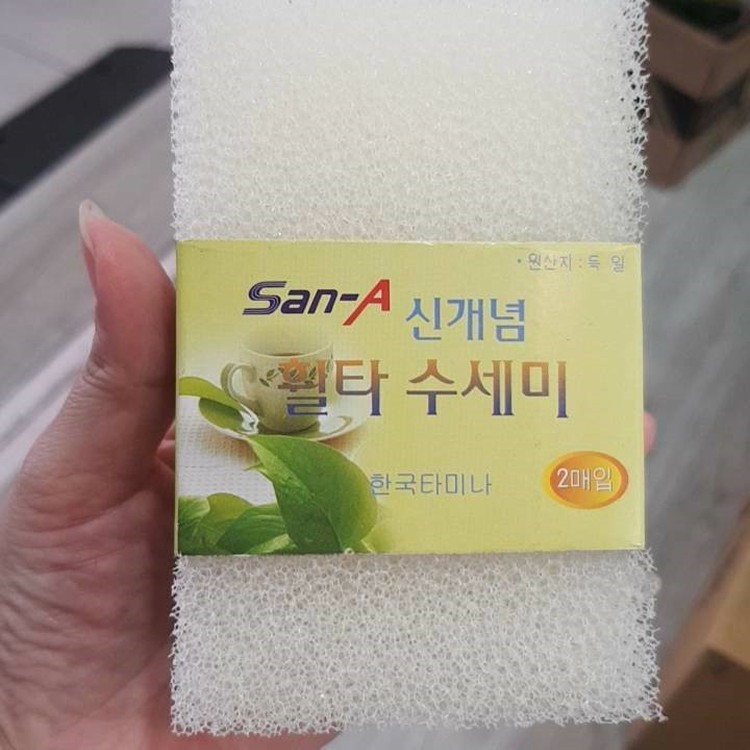 •원산지 : 독 일
San-A 신개념
휠타 수세미
한국타미나
2매입